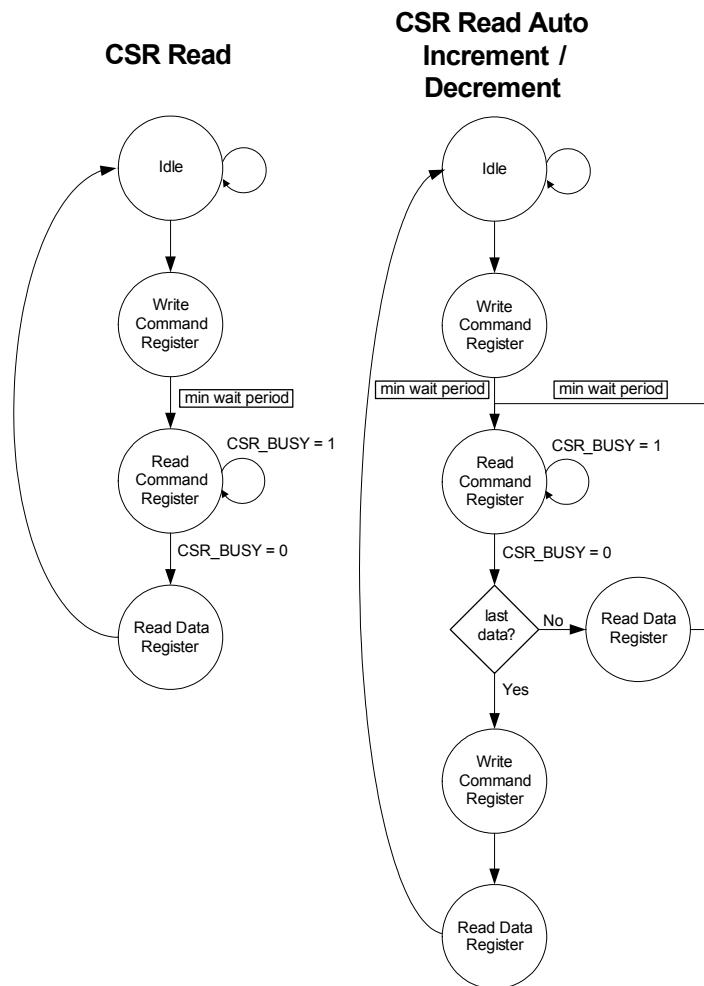 CSR Read
Idle
Write
Command
Register
min wait period
Read
Command
Register
CSR_BUSY = 1
CSR_BUSY = 0
Read Data
Register
CSR Read Auto
Increment /
Decrement
Idle
Write
Command
Register
min wait period
min wait period
Read
Command
Register
CSR_BUSY = 1
CSR_BUSY = 0
last
data?
No
Read Data
Register
Yes
Write
Command
Register
Read Data
Register